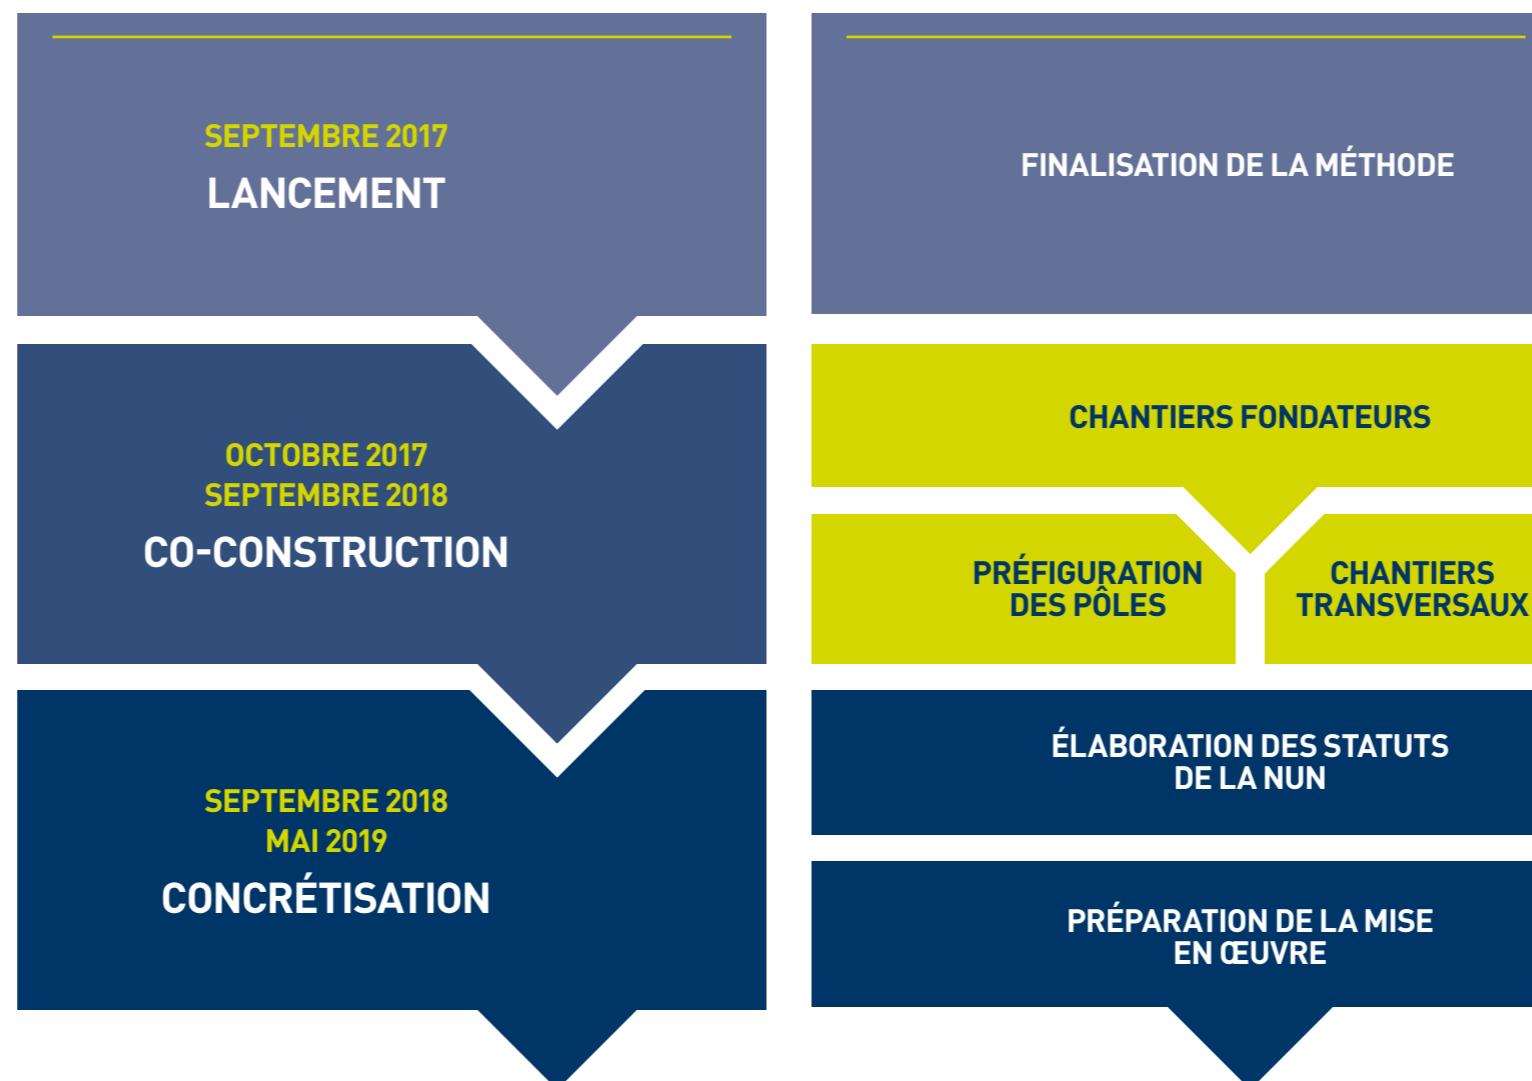 SEPTEMBRE 2017
LANCEMENT
FINALISATION DE LA MÉTHODE
OCTOBRE 2017
SEPTEMBRE 2018
CO-CONSTRUCTION
CHANTIERS FONDATEURS
PRÉFIGURATION
DES PÔLES
CHANTIERS
TRANSVERSAUX
SEPTEMBRE 2018
MAI 2019
CONCRÉTISATION
ÉLABORATION DES STATUTS
DE LA NUN
PRÉPARATION DE LA MISE
EN ŒUVRE